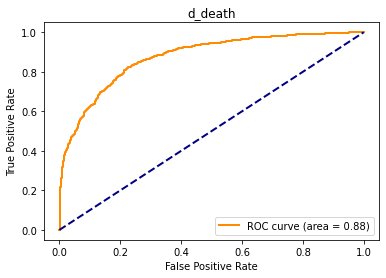 d_death
True Positive Rate
1.0
0.8
0.6
0.4
0.2
0.0
ROC curve (area = 0.88)
0.0 0.2 0.4 0.6 0.8 1.0
False Positive Rate